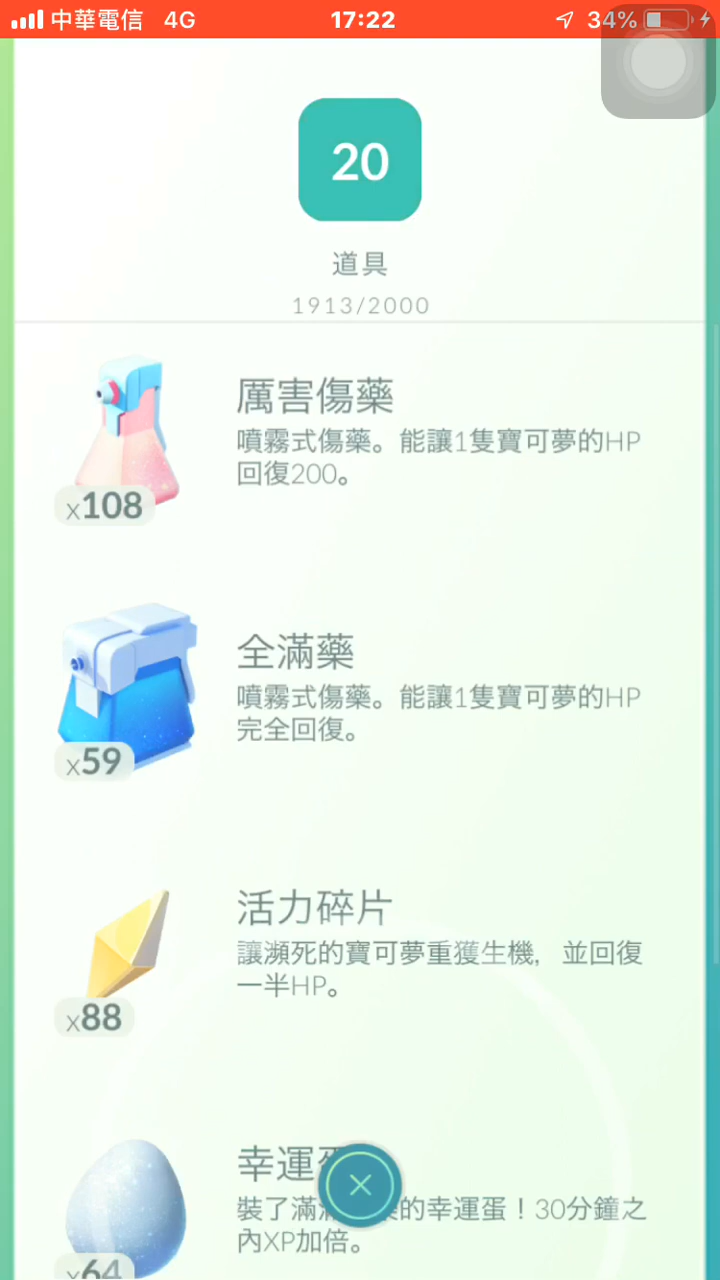 中華電信 4G 17:22 34%
20
道具
1913/2000
厲害傷藥
噴霧式傷藥。能讓1隻寶可夢的HP
回復200。
x108
全滿藥
噴霧式傷藥。能讓1隻寶可夢的HP
完全回復。
x59
活力碎片
讓瀕死的寶可夢重獲生機，並回復
一半HP。
x88
幸運
裝了滿 的幸運蛋！30分鐘之
內XP加倍。
x64